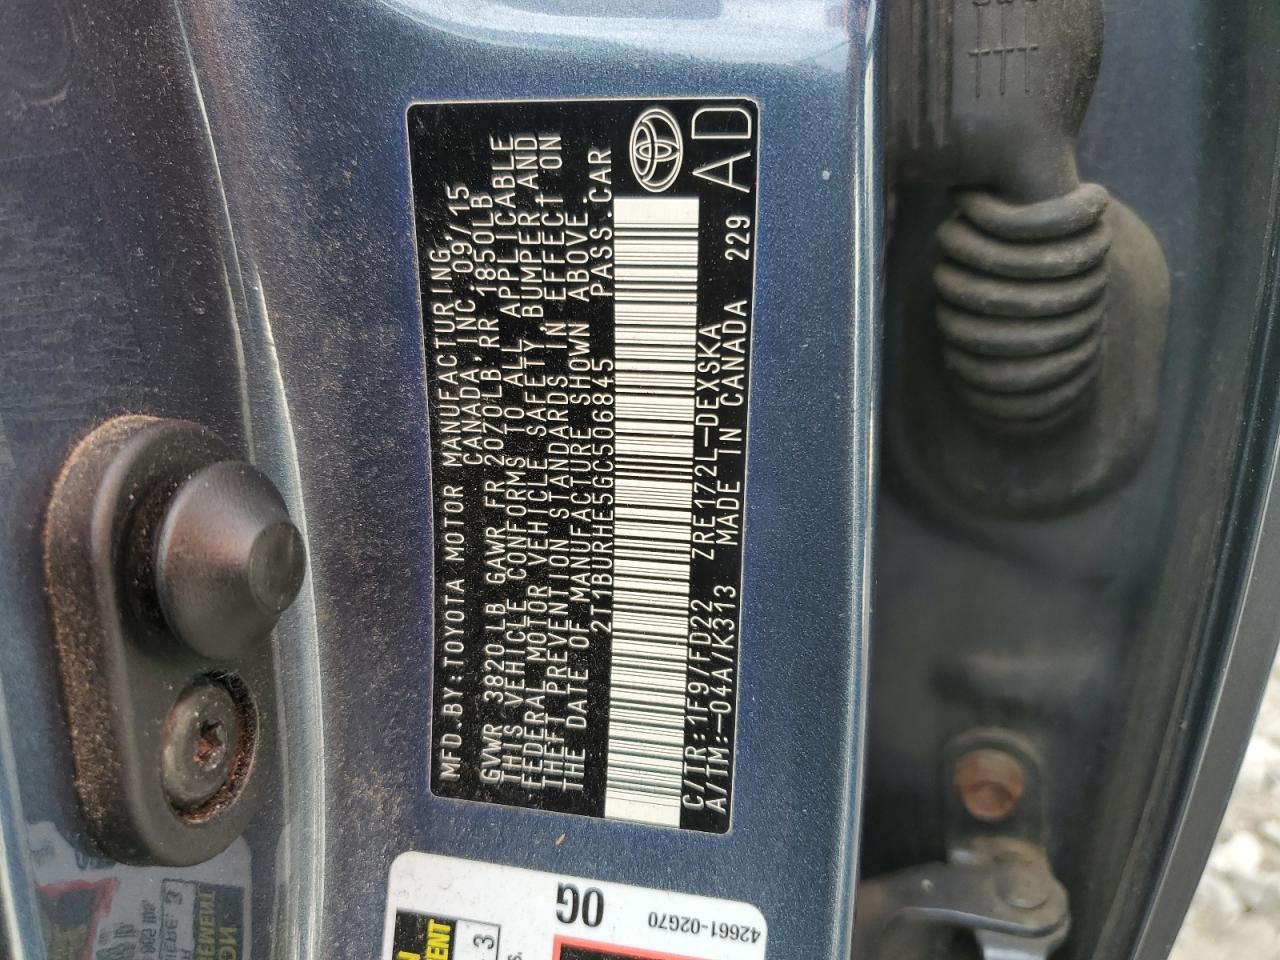 MFD.BY:TOYOTA MOTOR MANUFACTURING
CANADA,INC. 09/15
GVWR 3820LB GAWR FR 2070LB,RR 1850LB
THIS VEHICLE CONFORMS TO ALL APPLICABLE
FEDERAL MOTOR VEHICLE SAFETY,BUMPER,AND
THEFT PREVENTION STANDARDS IN EFFECT ON
THE DATE OF MANUFACTURE SHOWN ABOVE.
2T1BURHE5GC506845 PASS.CAR
C/TR:1F9/FD22 ZRE172L-DEXSKA
A/TM:-04A/K313 MADE IN CANADA 229
AD
0G
42661-02G70
3